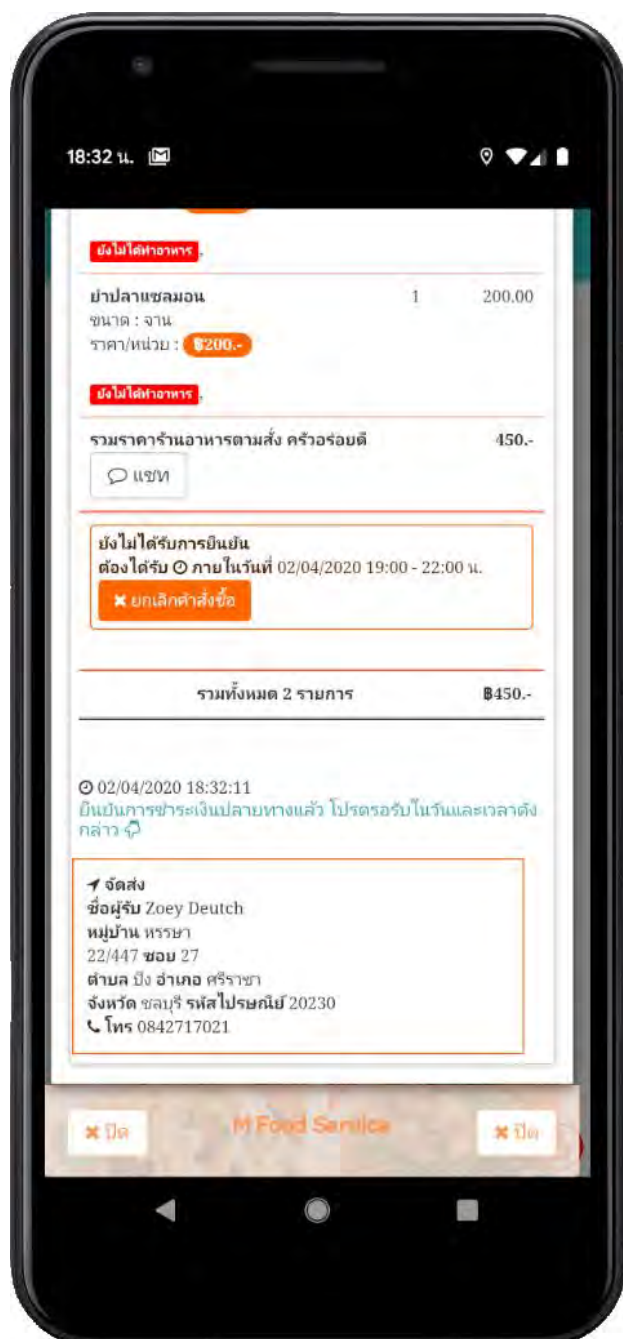 18:32 น.
ยังไม่ได้ทำอาหาร ,
ยำปลาแซลมอน 1 200.00
ขนาด : จาน
ราคา/หน่วย : ฿200.-
ยังไม่ได้ทำอาหาร ,
รวมราคาร้านอาหารตามสั่ง ครัวอร่อยดี 450.-
แชท
ยังไม่ได้รับการยืนยัน
ต้องได้รับ ภายในวันที่ 02/04/2020 19:00 - 22:00 น.
ยกเลิกคำสั่งซื้อ
รวมทั้งหมด 2 รายการ ฿450.-
02/04/2020 18:32:11
ยืนยันการชำระเงินปลายทางแล้ว โปรดรอรับในวันและเวลาดัง
กล่าว
จัดส่ง
ชื่อผู้รับ Zoey Deutch
หมู่บ้าน หรรษา
22/447 ซอย 27
ตำบล บึง อำเภอ ศรีราชา
จังหวัด ชลบุรี รหัสไปรษณีย์ 20230
โทร 0842717021
ปิด M Food Service ปิด